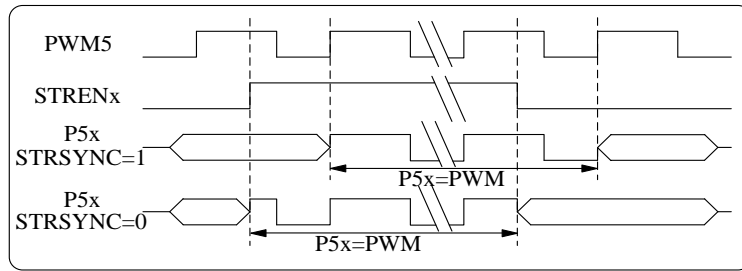 PWM5
STRENx
P5x
STRSYNC=1
P5x=PWM
P5x
STRSYNC=0
P5x=PWM